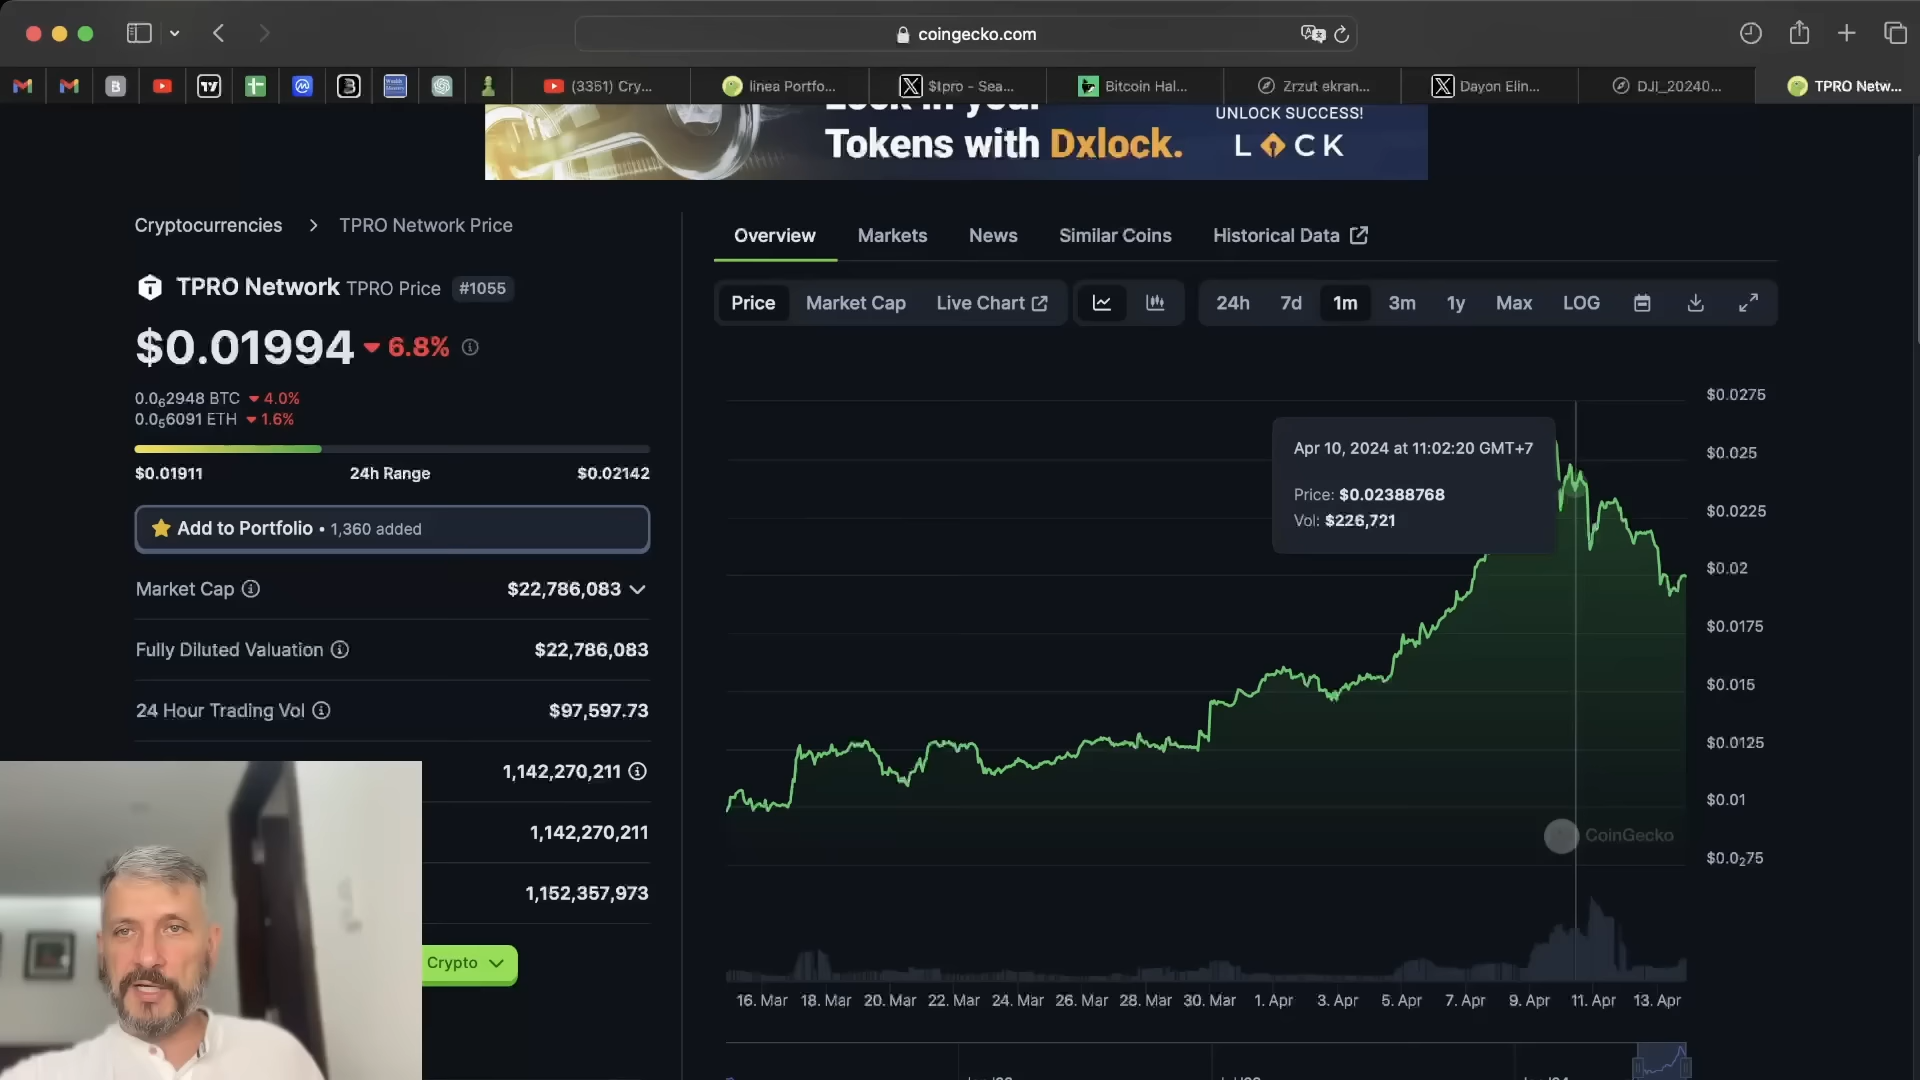 coingecko.com
(3351) Cry...
linea Portfo...
$tpro - Sea...
Bitcoin Hal...
Zrzut ekran...
Dayon Elin...
DJI_20240...
TPRO Netw...
Tokens with Dxlock.
UNLOCK SUCCESS!
LOCK
Cryptocurrencies > TPRO Network Price
TPRO Network TPRO Price #1055
$0.01994 6.8%
0.0₆2948 BTC 4.0%
0.0₅6091 ETH 1.6%
$0.01911 24h Range $0.02142
Add to Portfolio • 1,360 added
Market Cap $22,786,083
Fully Diluted Valuation $22,786,083
24 Hour Trading Vol $97,597.73
1,142,270,211
1,142,270,211
1,152,357,973
Crypto
Overview Markets News Similar Coins Historical Data
Price Market Cap Live Chart 24h 7d 1m 3m 1y Max LOG
Apr 10, 2024 at 11:02:20 GMT+7
Price: $0.02388768
Vol: $226,721
$0.0275
$0.025
$0.0225
$0.02
$0.0175
$0.015
$0.0125
$0.01
$0.0₂75
CoinGecko
16. Mar 18. Mar 20. Mar 22. Mar 24. Mar 26. Mar 28. Mar 30. Mar 1. Apr 3. Apr 5. Apr 7. Apr 9. Apr 11. Apr 13. Apr